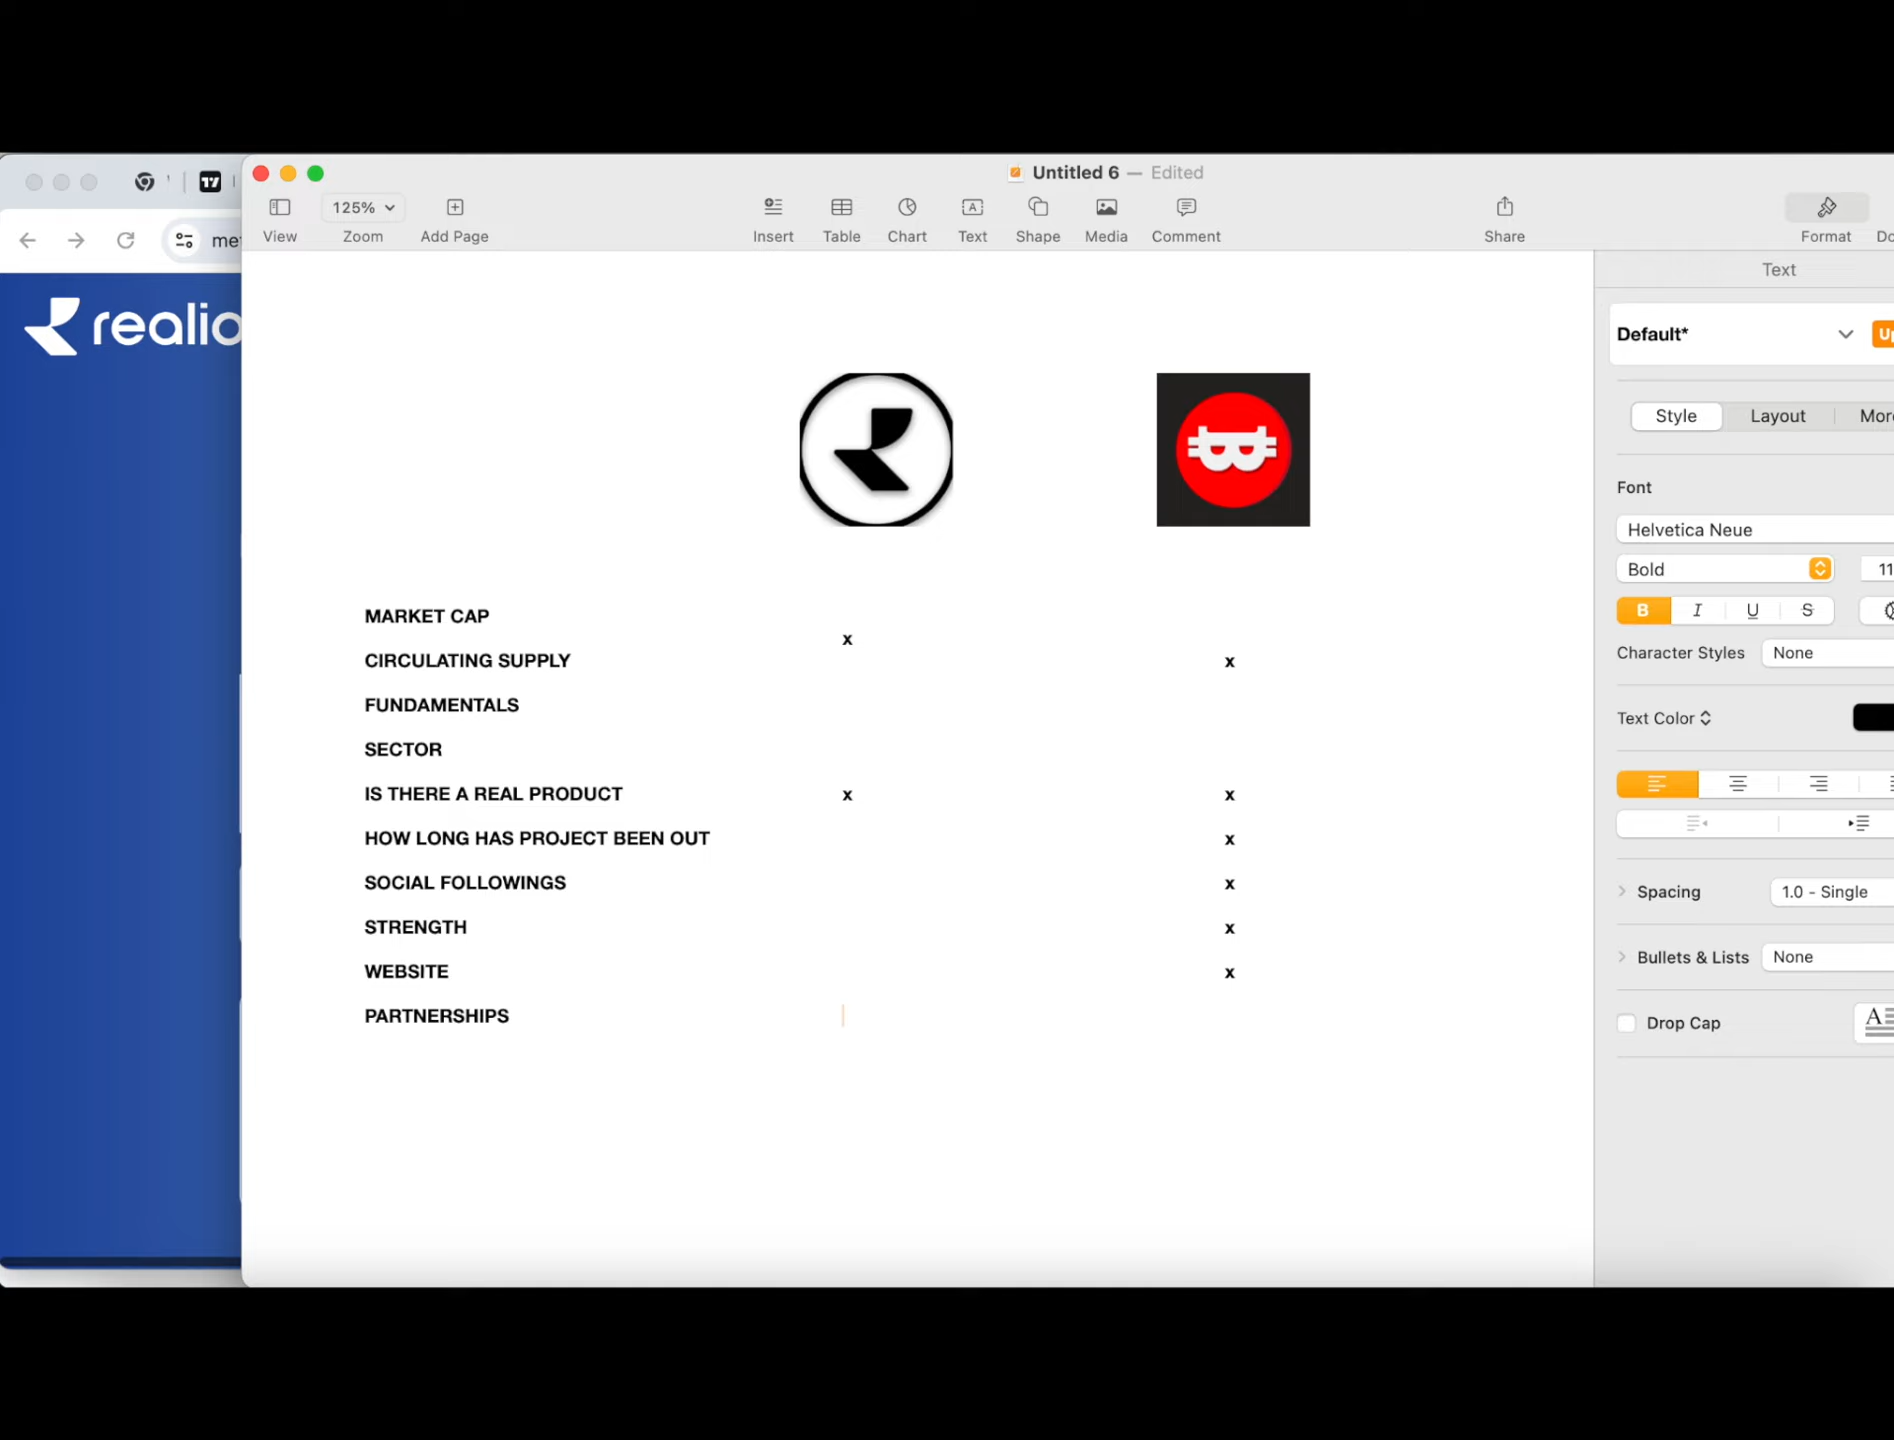 Untitled 6 — Edited
125%
View Zoom Add Page Insert Table Chart Text Shape Media Comment Share Format
Text
realio
Default*
Style Layout
Font
Helvetica Neue
Bold 11
B I U S
Character Styles None
Text Color
Spacing 1.0 - Single
Bullets & Lists None
Drop Cap
MARKET CAP
x
CIRCULATING SUPPLY x
FUNDAMENTALS
SECTOR
IS THERE A REAL PRODUCT x x
HOW LONG HAS PROJECT BEEN OUT x
SOCIAL FOLLOWINGS x
STRENGTH x
WEBSITE x
PARTNERSHIPS